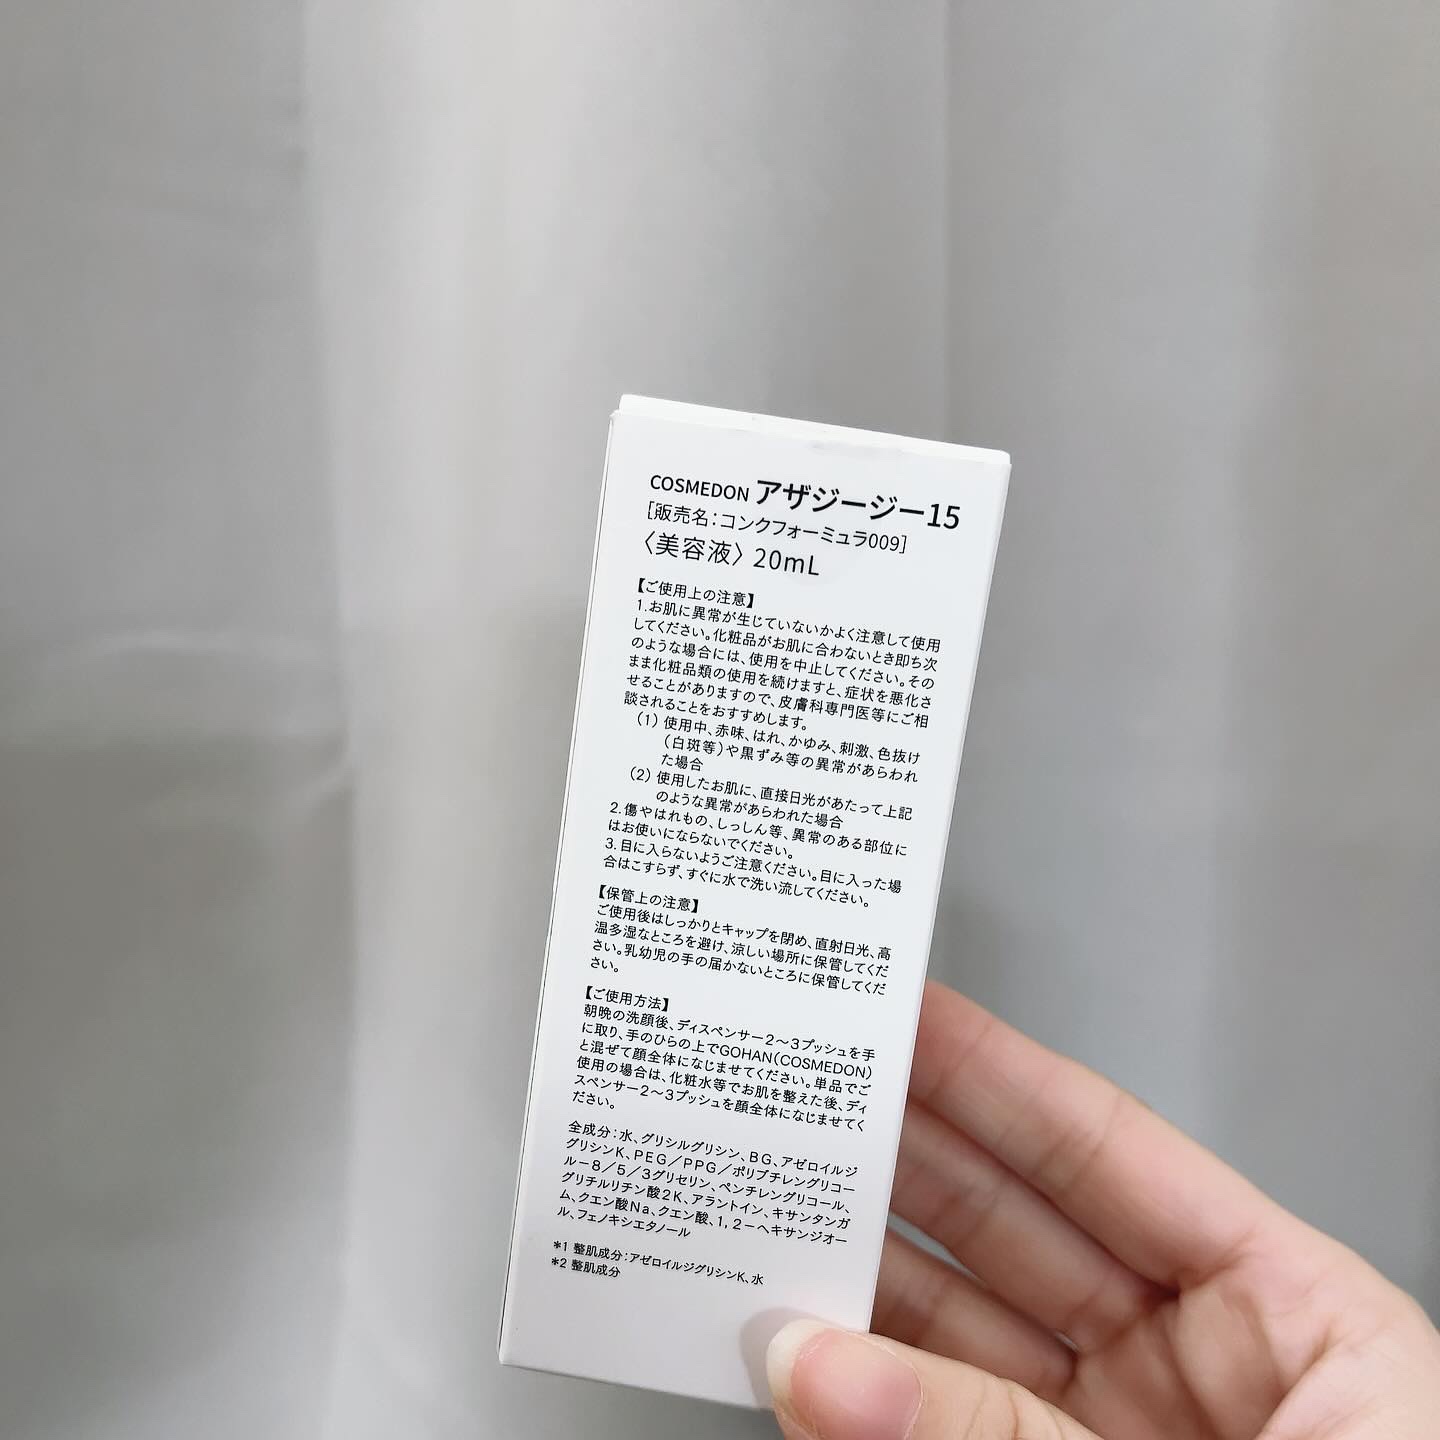 COSMEDON アザジージー15
[販売名：コンクフォーミュラ009]
〈美容液〉20mL
【ご使用上の注意】
1.お肌に異常が生じていないかよく注意して使用
してください。化粧品がお肌に合わないとき即ち次
のような場合には、使用を中止してください。その
まま化粧品類の使用を続けますと、症状を悪化さ
せることがありますので、皮膚科専門医等にご相
談されることをおすすめします。
(1) 使用中、赤味、はれ、かゆみ、刺激、色抜け
(白斑等)や黒ずみ等の異常があらわれ
た場合
(2) 使用したお肌に、直接日光があたって上記
のような異常があらわれた場合
2.傷やはれもの、しっしん等、異常のある部位に
はお使いにならないでください。
3.目に入らないようご注意ください。目に入った場
合はこすらず、すぐに水で洗い流してください。
【保管上の注意】
ご使用後はしっかりとキャップを閉め、直射日光、高
温多湿なところを避け、涼しい場所に保管してくだ
さい。乳幼児の手の届かないところに保管してくだ
さい。
【ご使用方法】
朝晩の洗顔後、ディスペンサー2〜3プッシュを手
に取り、手のひらの上でGOHAN(COSMEDON)
と混ぜて顔全体になじませてください。単品でご
使用の場合は、化粧水等でお肌を整えた後、ディ
スペンサー2〜3プッシュを顔全体になじませてく
ださい。
全成分：水、グリシルグリシン、BG、アゼロイルジ
グリシンK、PEG／PPG／ポリブチレングリコー
ル－8／5／3グリセリン、ペンチレングリコール、
グリチルリチン酸2K、アラントイン、キサンタンガ
ム、クエン酸Na、クエン酸、1,2－ヘキサンジオー
ル、フェノキシエタノール
*1 整肌成分：アゼロイルジグリシンK、水
*2 整肌成分